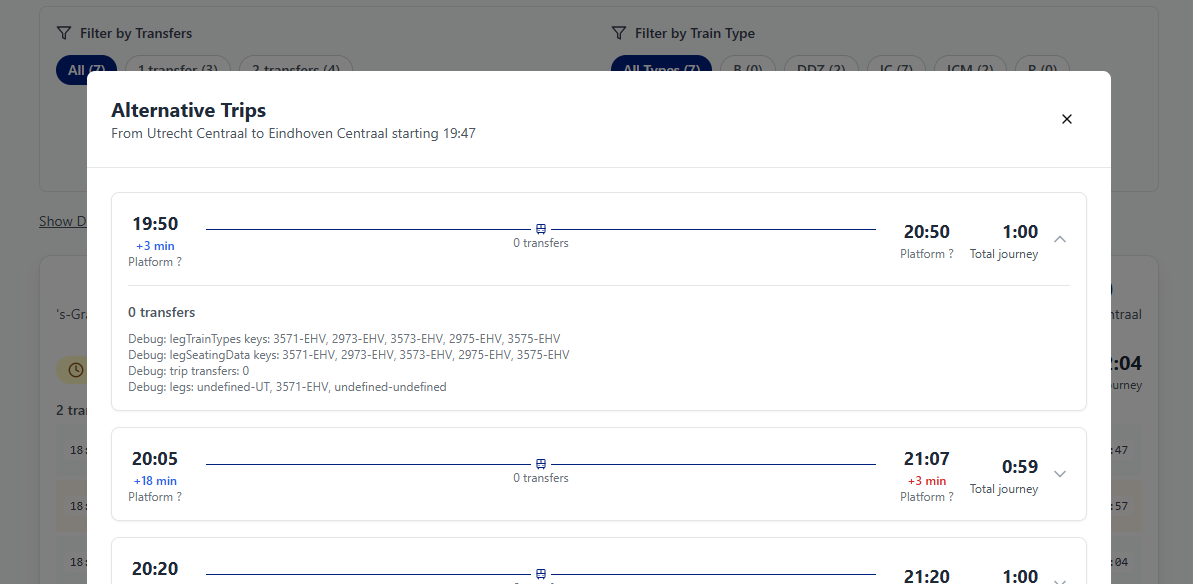 Filter by Transfers
Filter by Train Type
All (7) 1 transfer (3) 2 transfers (4)
All Types (7) B (0) DDZ (2) IC (7) ICM (3) R (0)
Alternative Trips
From Utrecht Centraal to Eindhoven Centraal starting 19:47
Show D
's-Gra
ntraal
:04
urney
2 tra
18:
:47
18:
:57
18:
:04
19:50
+3 min
Platform ?
0 transfers
20:50
Platform ?
1:00
Total journey
0 transfers
Debug: legTrainTypes keys: 3571-EHV, 2973-EHV, 3573-EHV, 2975-EHV, 3575-EHV
Debug: legSeatingData keys: 3571-EHV, 2973-EHV, 3573-EHV, 2975-EHV, 3575-EHV
Debug: trip transfers: 0
Debug: legs: undefined-UT, 3571-EHV, undefined-undefined
20:05
+18 min
Platform ?
0 transfers
21:07
+3 min
Platform ?
0:59
Total journey
20:20
21:20
1:00